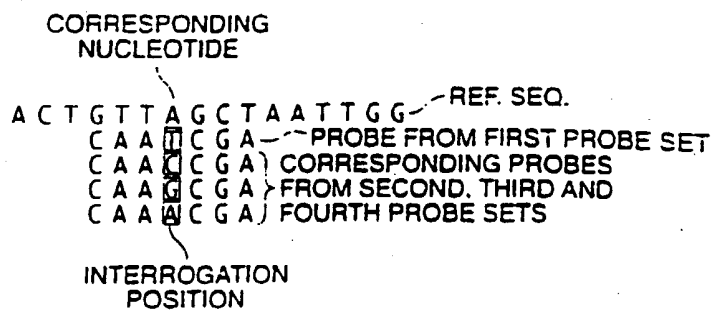 CORRESPONDING
NUCLEOTIDE
A C T G T T A G C T A A T T G G REF. SEQ.
C A A T C G A PROBE FROM FIRST PROBE SET
C A A C C G A CORRESPONDING PROBES
C A A G C G A FROM SECOND, THIRD AND
C A A A C G A FOURTH PROBE SETS
INTERROGATION
POSITION